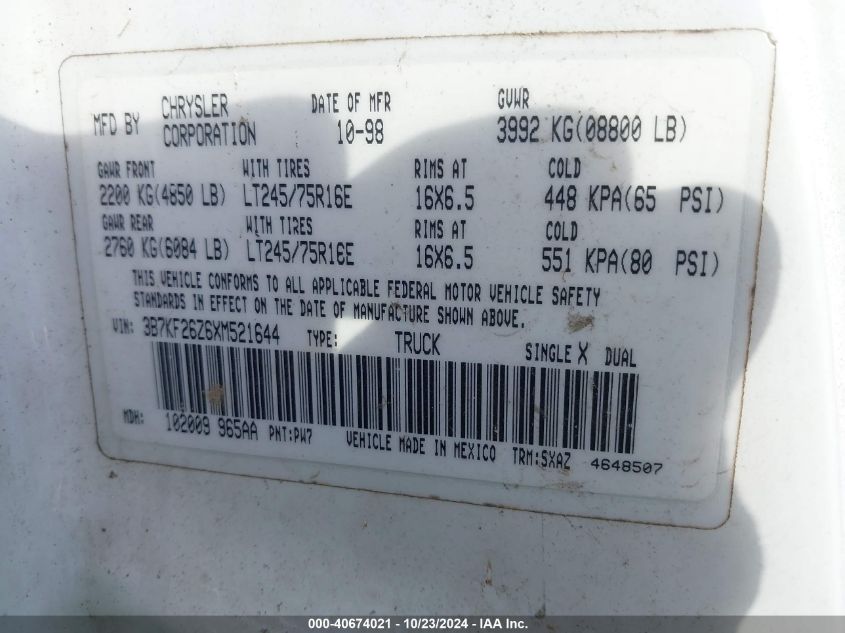 MFD BY CHRYSLER CORPORATION DATE OF MFR 10-98 GVWR 3992 KG(08800 LB)
GAWR FRONT WITH TIRES RIMS AT COLD
2200 KG(4850 LB) LT245/75R16E 16X6.5 448 KPA(65 PSI)
GAWR REAR WITH TIRES RIMS AT COLD
2760 KG(6084 LB) LT245/75R16E 16X6.5 551 KPA(80 PSI)
THIS VEHICLE CONFORMS TO ALL APPLICABLE FEDERAL MOTOR VEHICLE SAFETY
STANDARDS IN EFFECT ON THE DATE OF MANUFACTURE SHOWN ABOVE.
VIN: 3B7KF26Z6XM521644 TYPE: TRUCK SINGLE X DUAL
MDH: 102009 965AA PNT:PW7 VEHICLE MADE IN MEXICO TRM:SXAZ 4648507
000-40674021 - 10/23/2024 - IAA Inc.